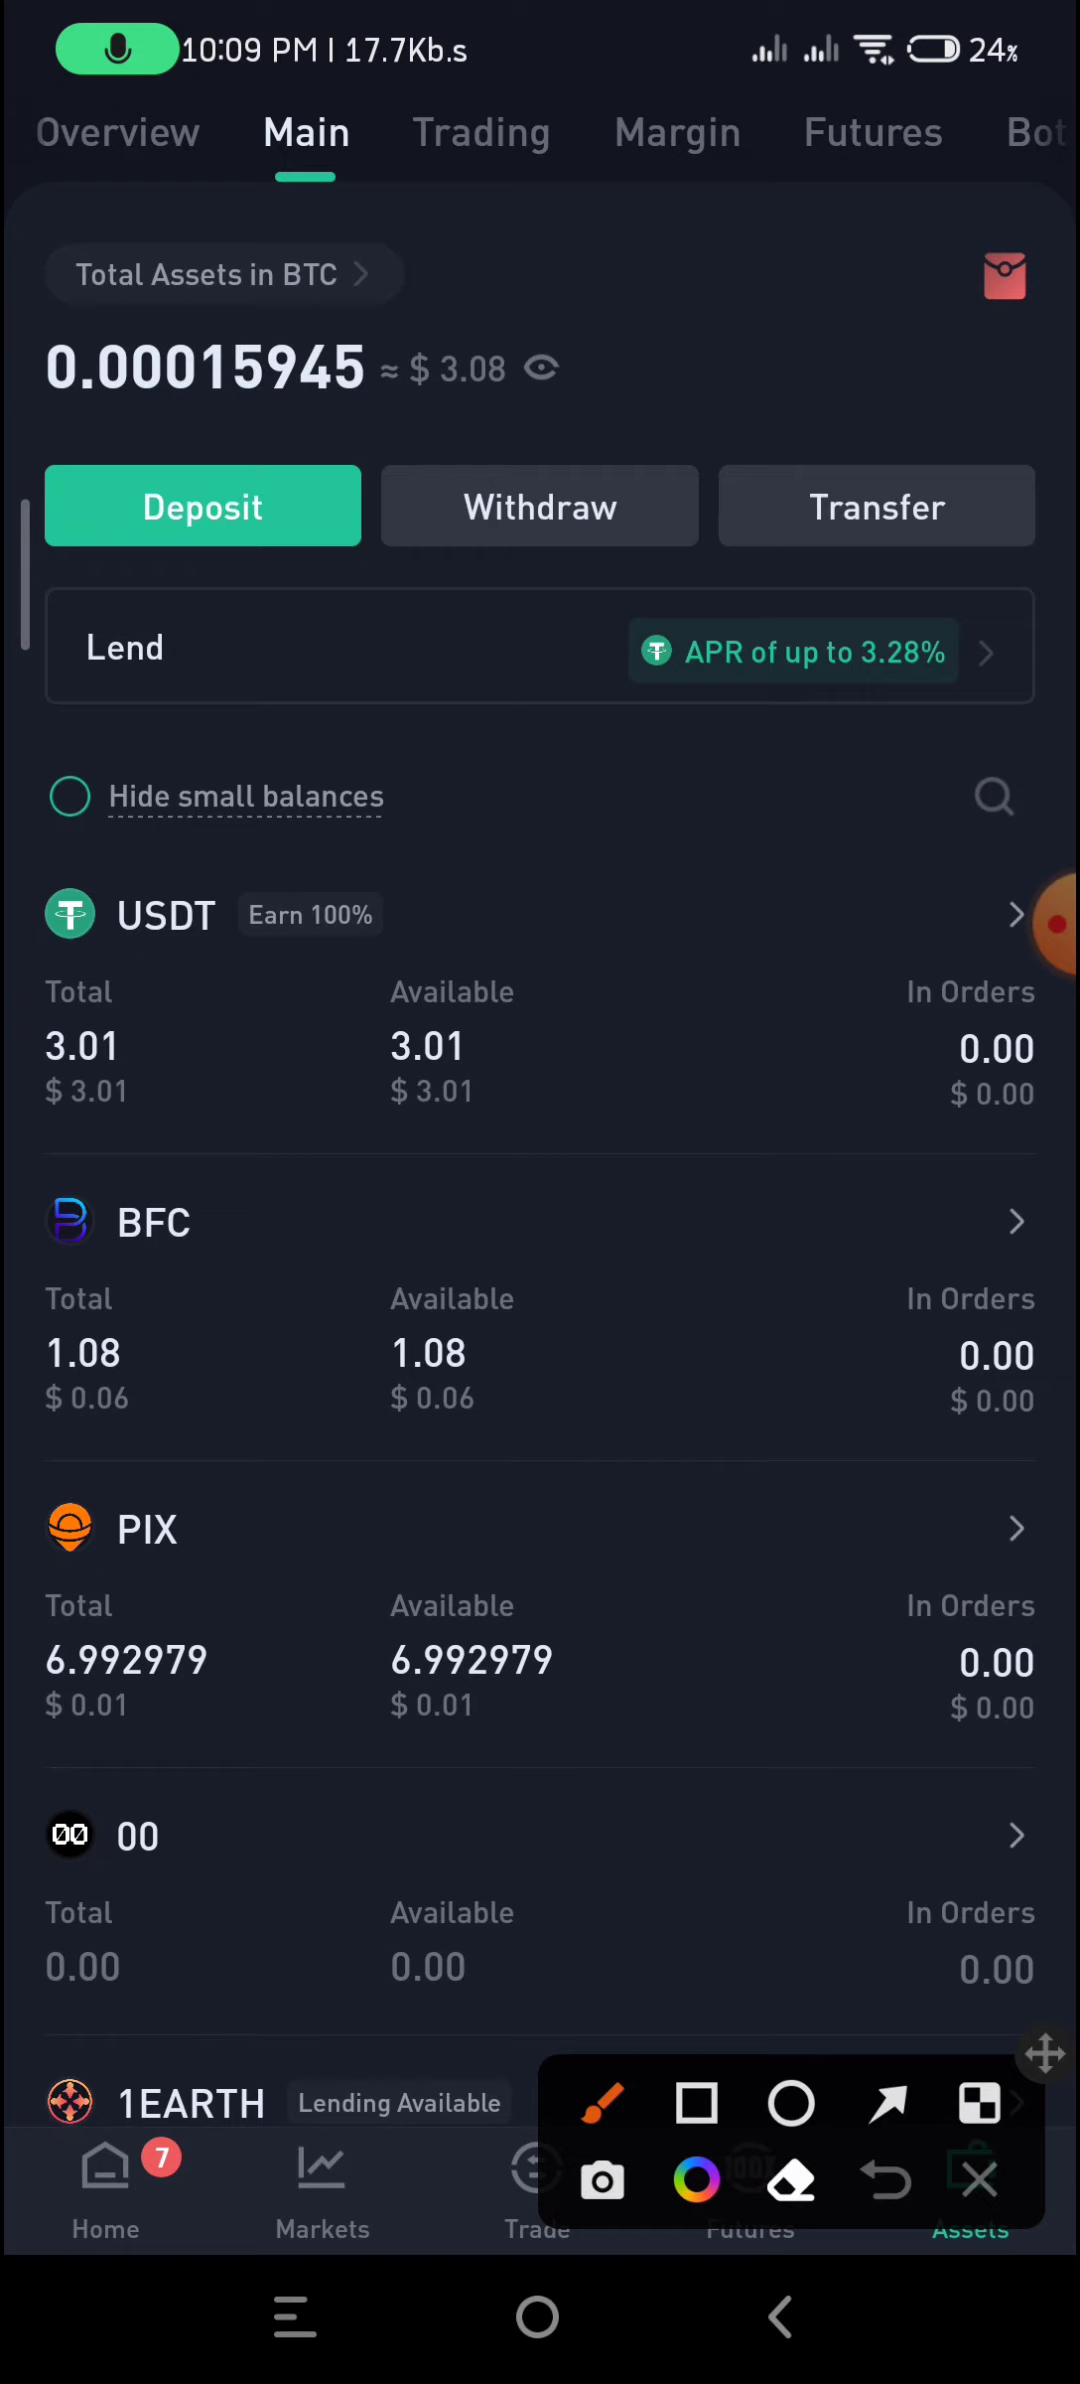 10:09 PM | 17.7Kb.s 24%
Overview Main Trading Margin Futures Bot
Total Assets in BTC
0.00015945 ≈ $ 3.08
Deposit Withdraw Transfer
Lend APR of up to 3.28%
Hide small balances
USDT Earn 100%
Total Available In Orders
3.01 3.01 0.00
$ 3.01 $ 3.01 $ 0.00
BFC
Total Available In Orders
1.08 1.08 0.00
$ 0.06 $ 0.06 $ 0.00
PIX
Total Available In Orders
6.992979 6.992979 0.00
$ 0.01 $ 0.01 $ 0.00
00 00
Total Available In Orders
0.00 0.00 0.00
1EARTH Lending Available
7
Home Markets Trade Futures Assets